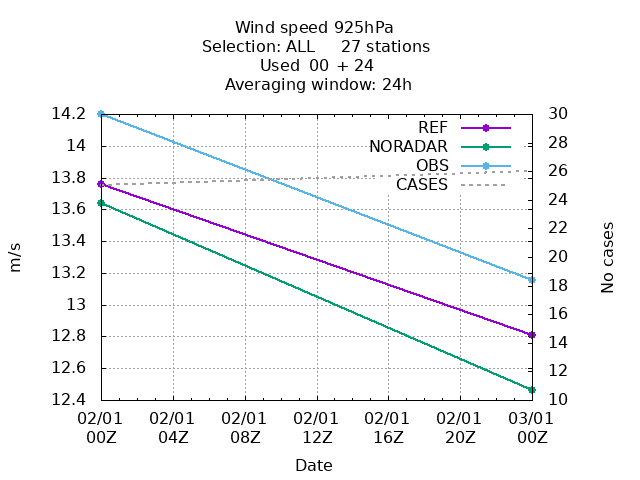 Wind speed 925hPa
Selection: ALL     27 stations
Used  00  + 24
Averaging window: 24h
14.2
14
13.8
13.6
13.4
13.2
13
12.8
12.6
12.4
m/s
30
28
26
24
22
20
18
16
14
12
10
No cases
REF
NORADAR
OBS
CASES
02/01 02/01 02/01 02/01 02/01 02/01 03/01
00Z 04Z 08Z 12Z 16Z 20Z 00Z
Date